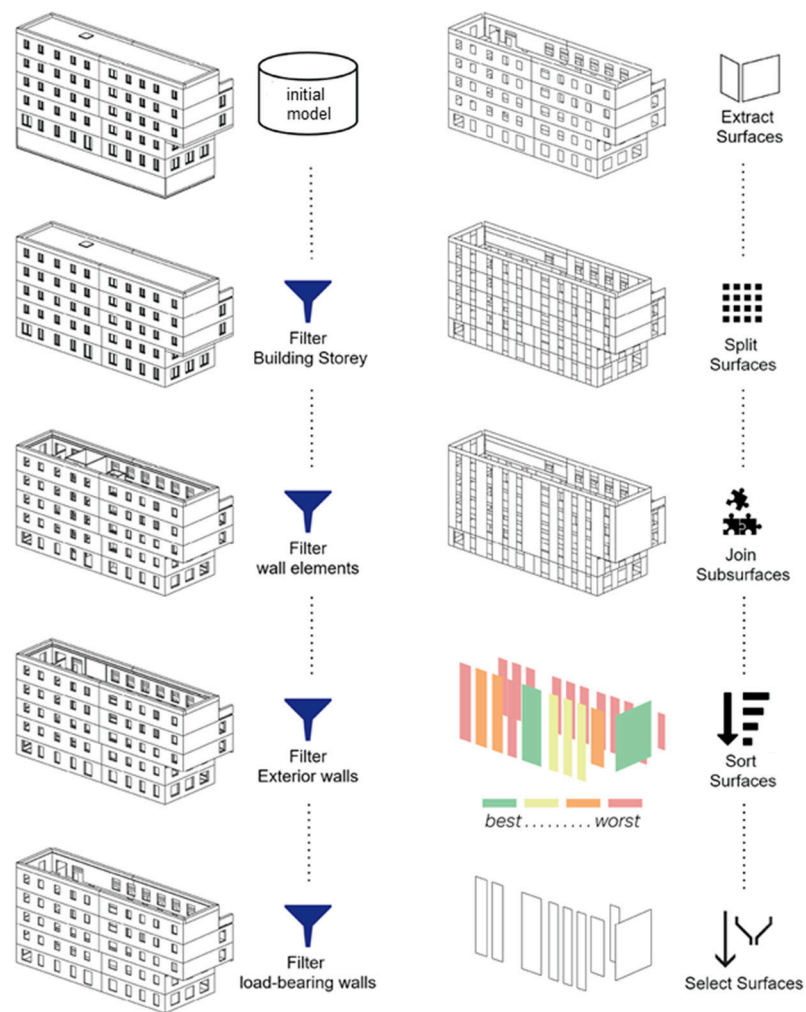 initial
model
Filter
Building Storey
Filter
wall elements
Filter
Exterior walls
Filter
load-bearing walls
Extract
Surfaces
Split
Surfaces
Join
Subsurfaces
Sort
Surfaces
best.........worst
Select Surfaces